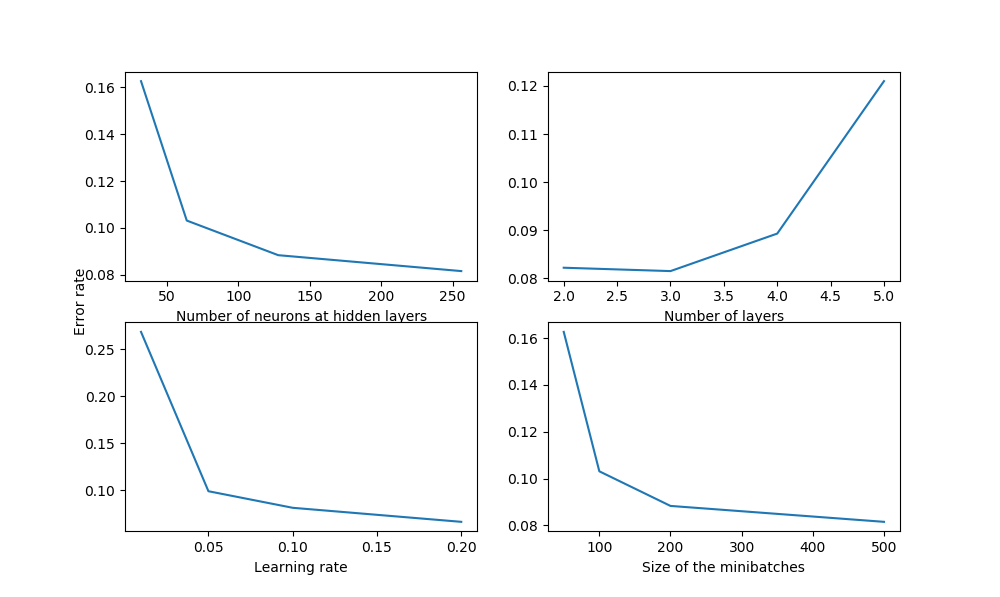 0.16
0.14
0.12
0.10
0.08
50 100 150 200 250
Number of neurons at hidden layers
0.12
0.11
0.10
0.09
0.08
2.0 2.5 3.0 3.5 4.0 4.5 5.0
Number of layers
Error rate
0.25
0.20
0.15
0.10
0.05 0.10 0.15 0.20
Learning rate
0.16
0.14
0.12
0.10
0.08
100 200 300 400 500
Size of the minibatches